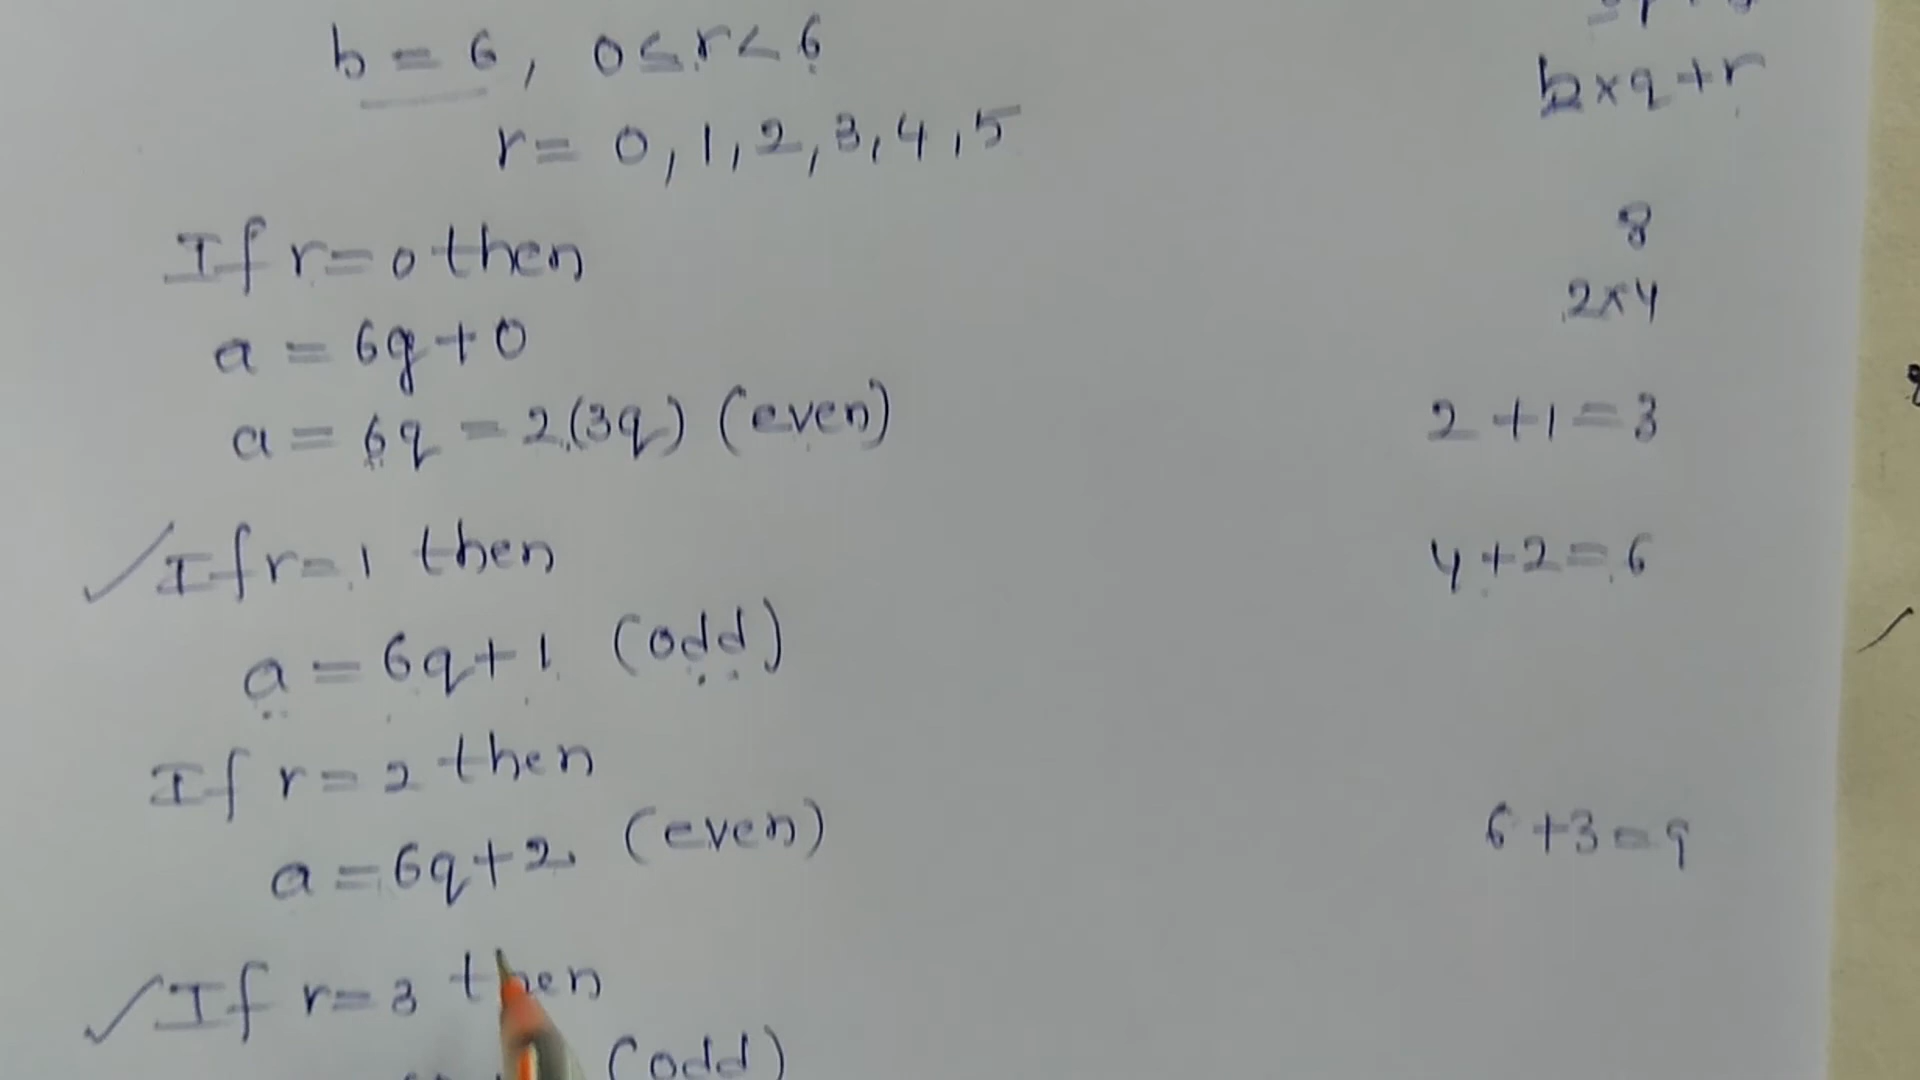 b = 6, 0 ≤ r < 6
r = 0, 1, 2, 3, 4, 5
If r = 0 then
a = 6q + 0
a = 6q = 2(3q) (even)
✓ If r = 1 then
a = 6q + 1 (odd)
If r = 2 then
a = 6q + 2 (even)
✓ If r = 3 then
(odd)
b × q + r
8
2 × 4
2 + 1 = 3
4 + 2 = 6
6 + 3 = 9